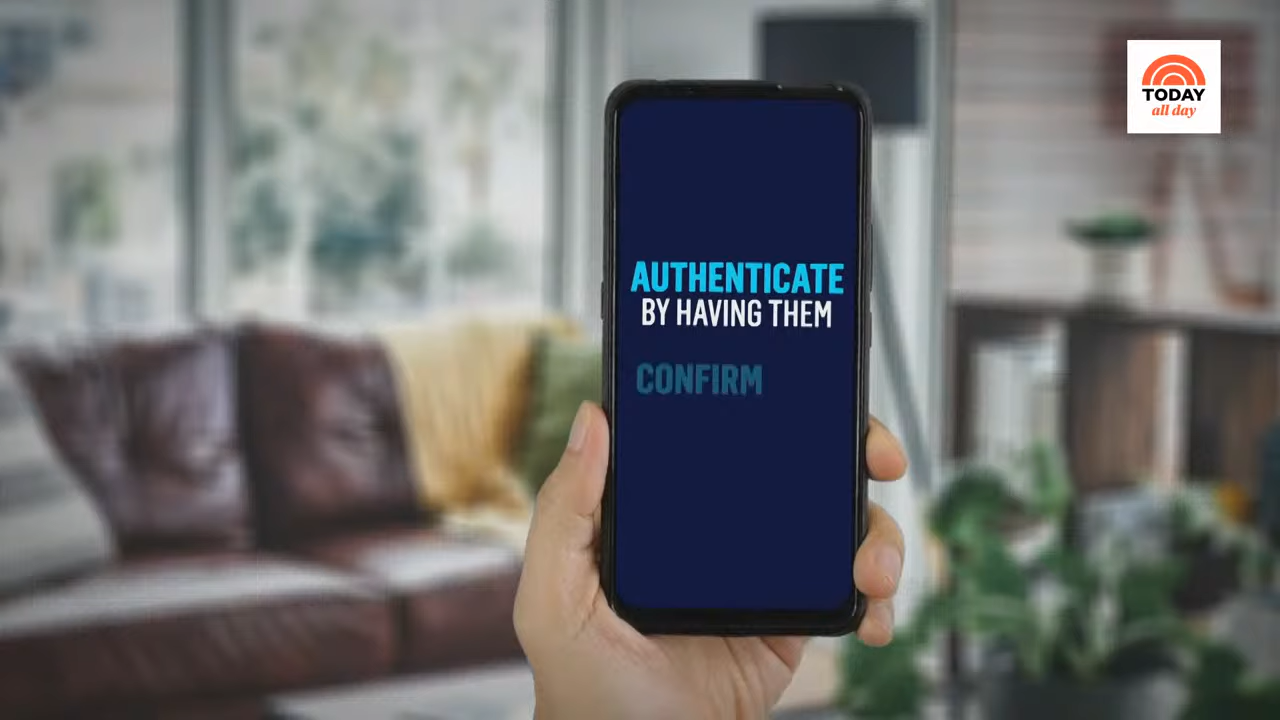 TODAY
all day
AUTHENTICATE
BY HAVING THEM
CONFIRM